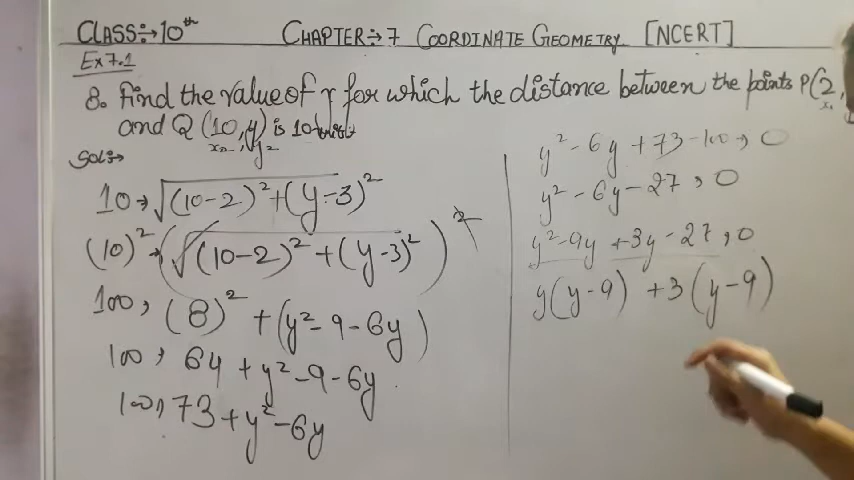 CLASS:→10th CHAPTER→7 COORDINATE GEOMETRY [NCERT]
Ex 7.1
8. Find the value of y for which the distance between the points P(2,
and Q (10, y) is 10
x₂ y₂ x₁
Sol:→
10 → √(10-2)² + (y-3)²
(10)² → (√(10-2)² + (y-3)²)²
100, (8)² + (y² - 9 - 6y)
100, 64 + y² - 9 - 6y
100, 73 + y² - 6y
y² - 6y + 73 - 100, 0
y² - 6y - 27, 0
y² - 9y + 3y - 27, 0
y(y - 9) + 3(y - 9)